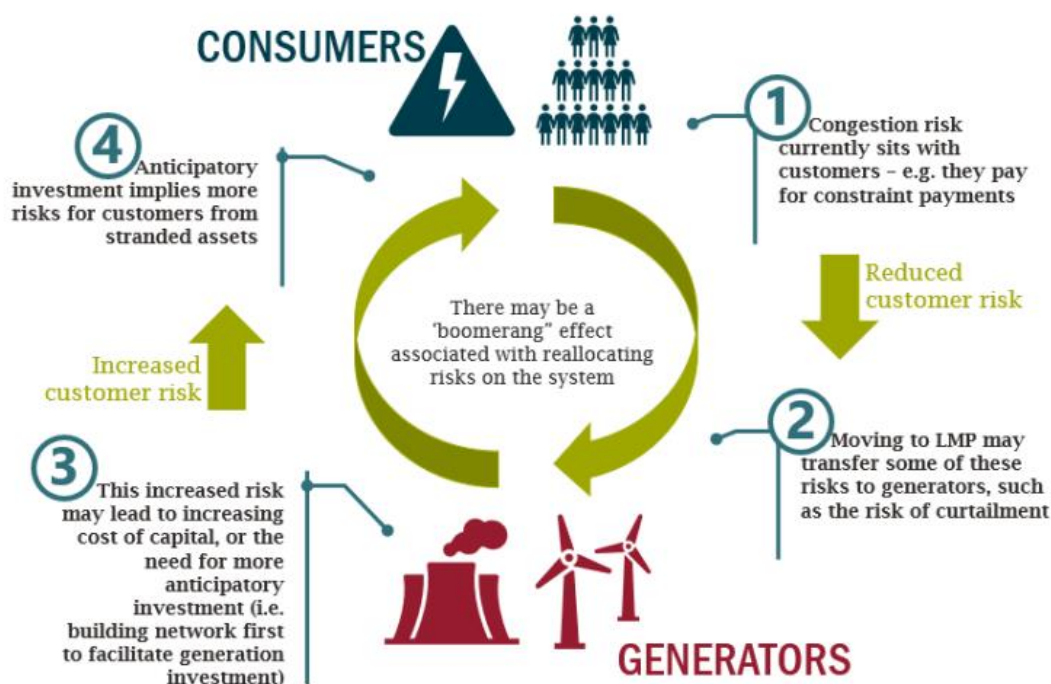 CONSUMERS
1
Congestion risk
currently sits with
customers – e.g. they pay
for constraint payments
Reduced
customer risk
2
Moving to LMP may
transfer some of these
risks to generators, such
as the risk of curtailment
GENERATORS
3
This increased risk
may lead to increasing
cost of capital, or the
need for more
anticipatory
investment (i.e.
building network first
to facilitate generation
investment)
Increased
customer risk
4
Anticipatory
investment implies more
risks for customers from
stranded assets
There may be a
'boomerang" effect
associated with reallocating
risks on the system